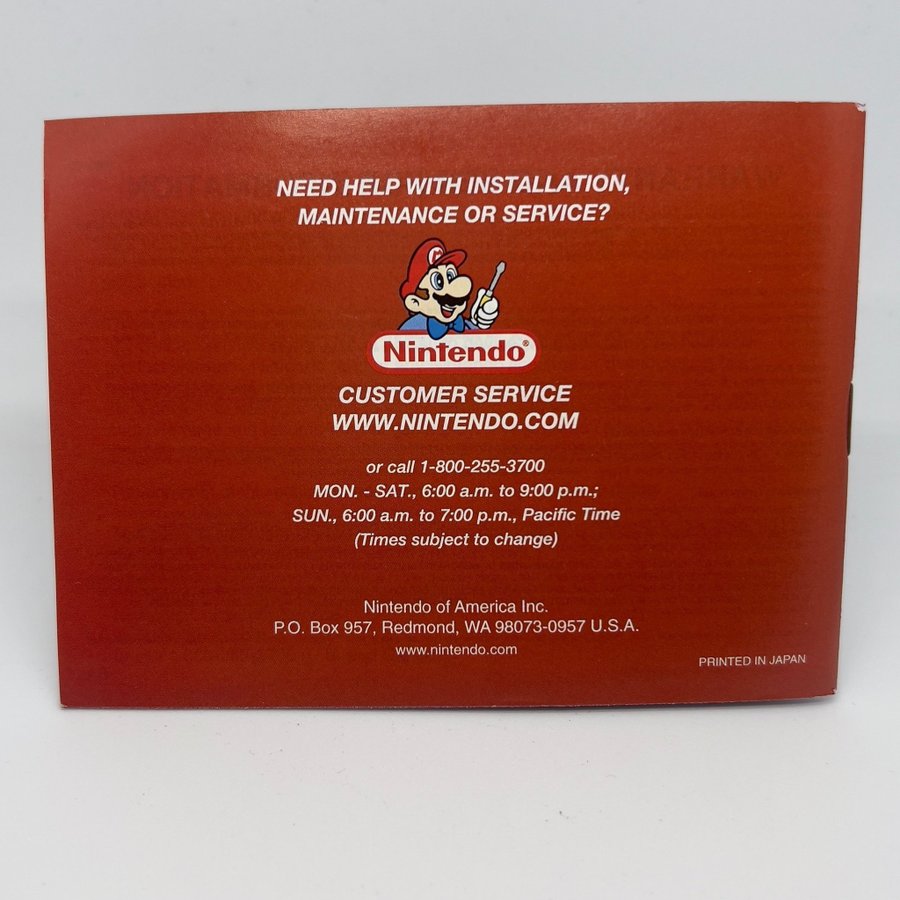 NEED HELP WITH INSTALLATION,
MAINTENANCE OR SERVICE?
M
Nintendo®
CUSTOMER SERVICE
WWW.NINTENDO.COM
or call 1-800-255-3700
MON. - SAT., 6:00 a.m. to 9:00 p.m.;
SUN., 6:00 a.m. to 7:00 p.m., Pacific Time
(Times subject to change)
Nintendo of America Inc.
P.O. Box 957, Redmond, WA 98073-0957 U.S.A.
www.nintendo.com
PRINTED IN JAPAN